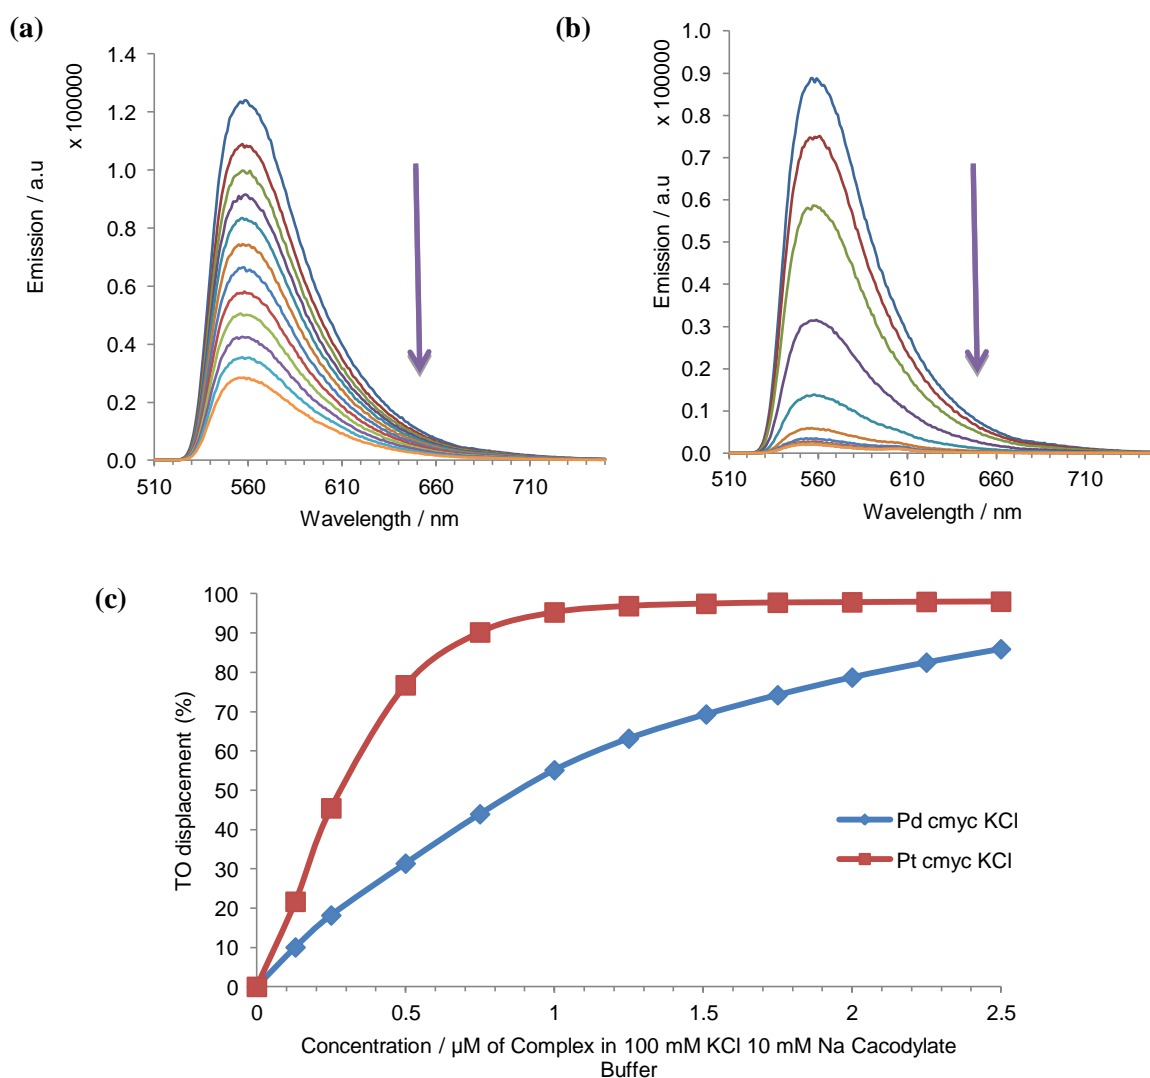 (a)
x 100000
Emission / a.u
1.4
1.2
1.0
0.8
0.6
0.4
0.2
0.0
510 560 610 660 710
Wavelength / nm
(b)
x 100000
Emission / a.u
1.0
0.9
0.8
0.7
0.6
0.5
0.4
0.3
0.2
0.1
0.0
510 560 610 660 710
Wavelength / nm
(c)
TO displacement (%)
100
90
80
70
60
50
40
30
20
10
0
0 0.5 1 1.5 2 2.5
Pd cmyc KCl
Pt cmyc KCl
Concentration / µM of Complex in 100 mM KCl 10 mM Na Cacodylate
Buffer